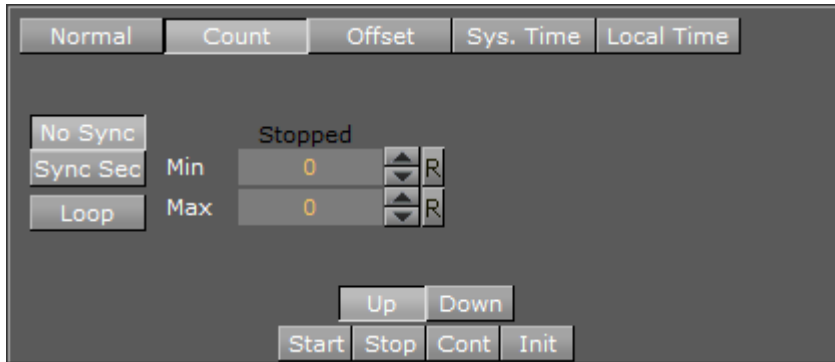 Normal Count Offset Sys. Time Local Time
No Sync Stopped
Sync Sec Min 0 R
Loop Max 0 R
Up Down
Start Stop Cont Init